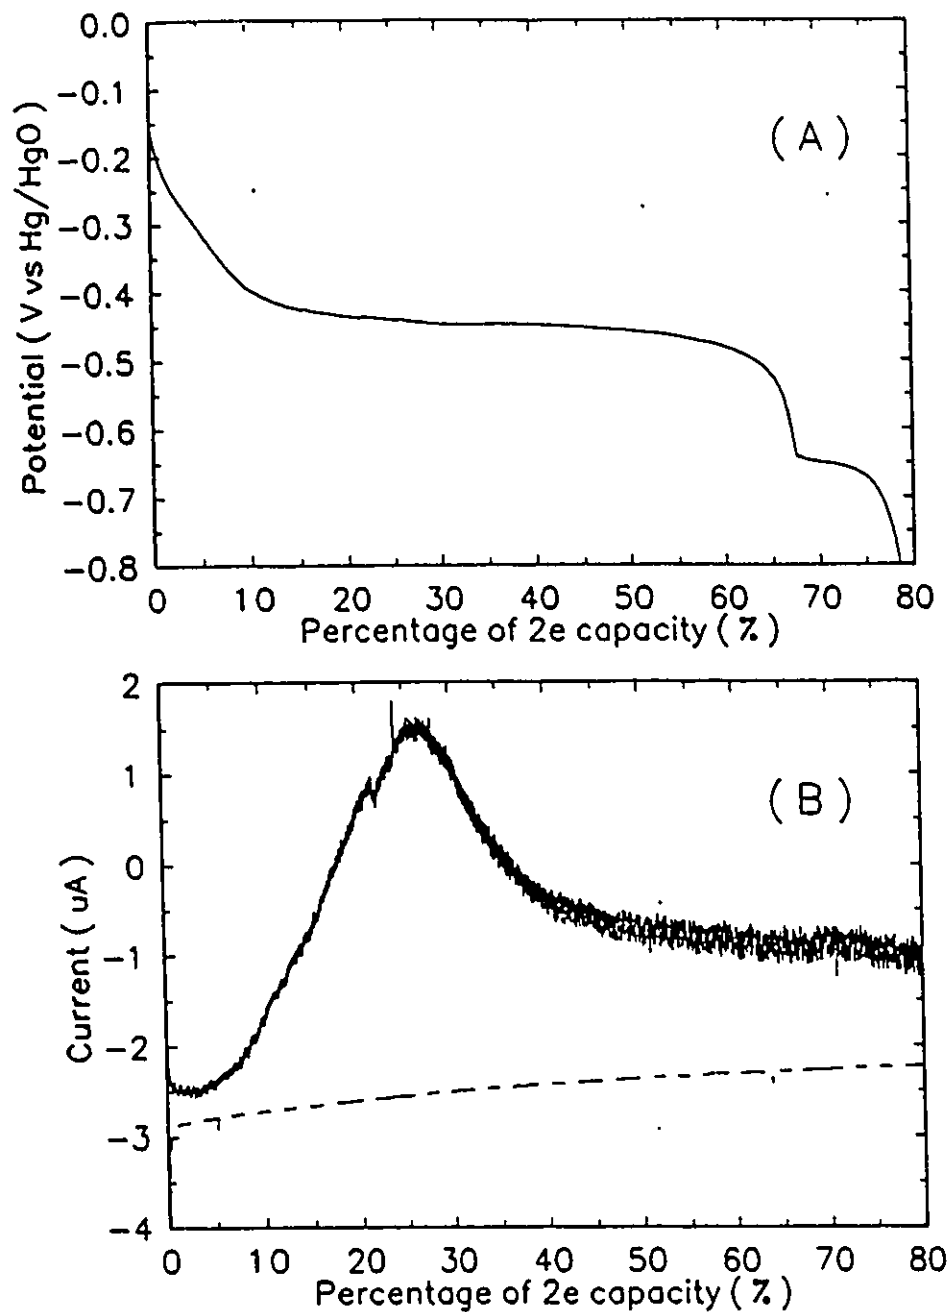 0.0
-0.1
-0.2
-0.3
-0.4
-0.5
-0.6
-0.7
-0.8
Potential ( V vs Hg/HgO )
( A )
0 10 20 30 40 50 60 70 80
Percentage of 2e capacity ( % )
2
1
0
-1
-2
-3
-4
Current ( uA )
( B )
0 10 20 30 40 50 60 70 80
Percentage of 2e capacity ( % )